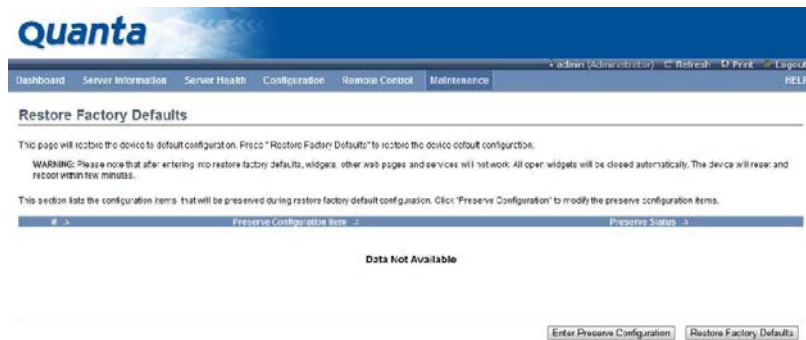 Quanta
admin (Administrator) Refresh Print Logout
Dashboard Server Information Server Health Configuration Remote Control Maintenance HELP
Restore Factory Defaults
This page will restore the device to default configuration. Press "Restore Factory Defaults" to restore the device default configurction.
WARNING: Please note that after entering into restore factory defaults, widgets, other web pages and services will not work. All open widgets will be closed automatically. The device will reset and
reboot within few minutes.
This section lists the configuration items, that will be preserved during restore factory default configuration. Click "Preserve Configuration" to modify the preserve configuration items.
# Preserve Configuration Item Preserve Status
Data Not Available
Enter Preserve Configuration Restore Factory Defaults